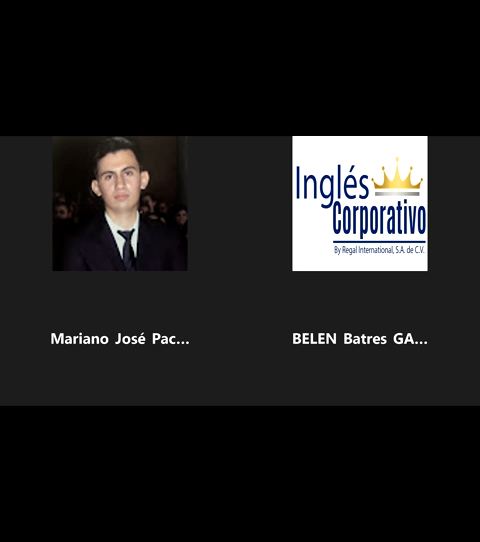 Inglés
Corporativo
By Regal International, S.A. de C.V.
Mariano José Pac...
BELEN Batres GA...